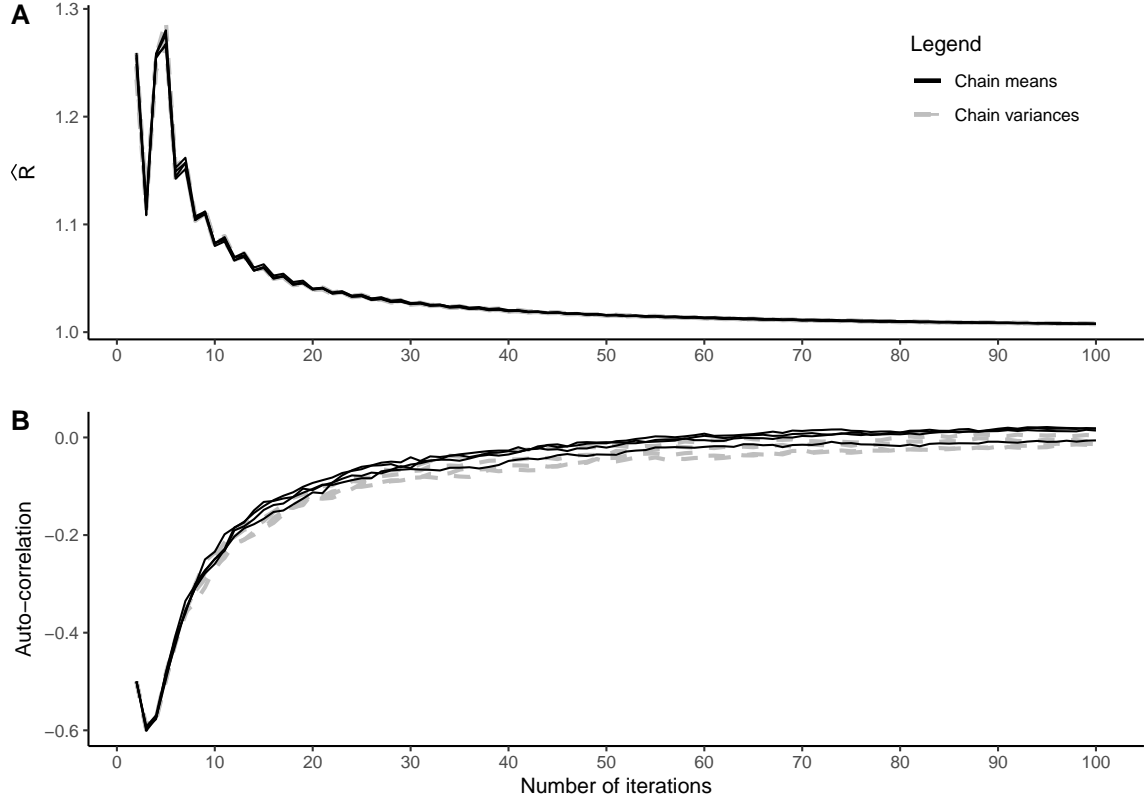 A
1.3
1.2
1.1
1.0
R̂
Legend
Chain means
Chain variances
0 10 20 30 40 50 60 70 80 90 100
B
0.0
−0.2
−0.4
−0.6
Auto−correlation
0 10 20 30 40 50 60 70 80 90 100
Number of iterations